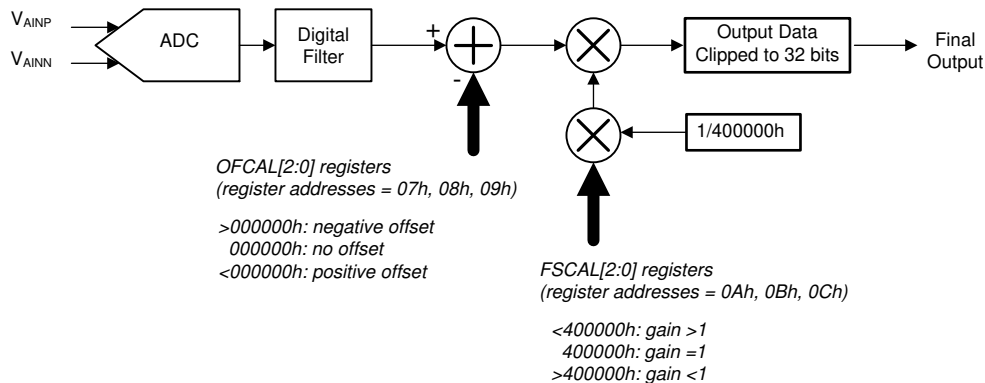 VAINP
VAINN
ADC
Digital
Filter
+
-
Output Data
Clipped to 32 bits
Final
Output
1/400000h
OFCAL[2:0] registers
(register addresses = 07h, 08h, 09h)
>000000h: negative offset
000000h: no offset
<000000h: positive offset
FSCAL[2:0] registers
(register addresses = 0Ah, 0Bh, 0Ch)
<400000h: gain >1
400000h: gain =1
>400000h: gain <1